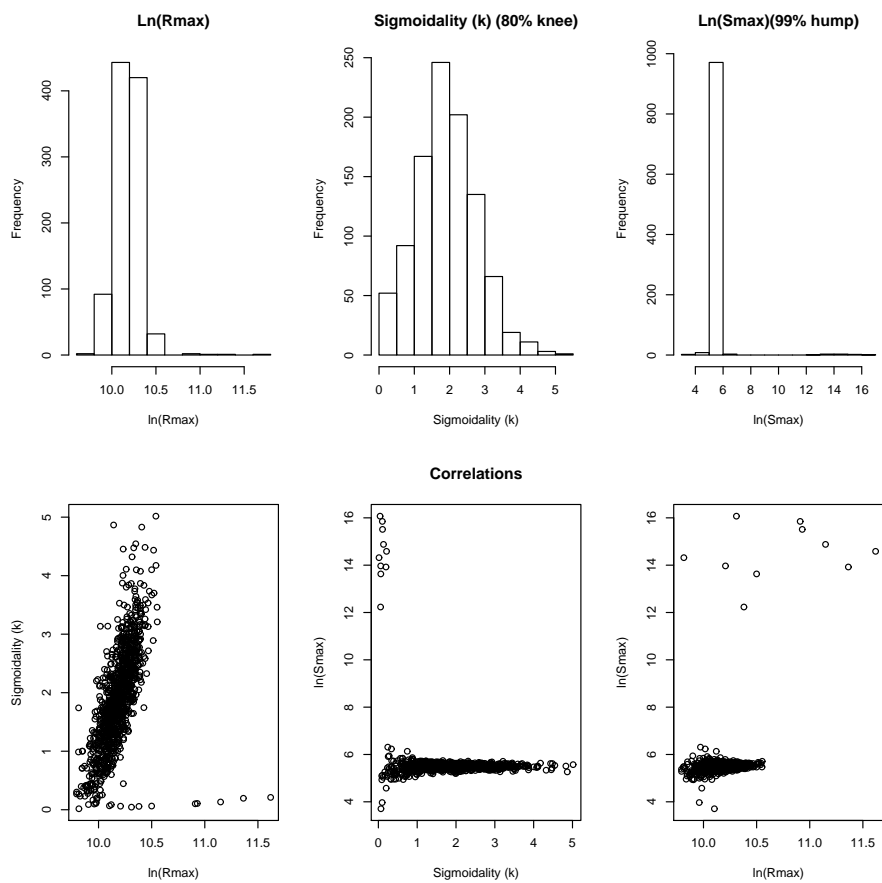 Ln(Rmax)
Sigmoidality (k) (80% knee)
Ln(Smax)(99% hump)
Frequency
0 100 200 300 400
10.0 10.5 11.0 11.5
ln(Rmax)
Frequency
0 50 100 150 200 250
0 1 2 3 4 5
Sigmoidality (k)
Frequency
0 200 400 600 800 1000
4 6 8 10 12 14 16
ln(Smax)
Correlations
Sigmoidality (k)
0 1 2 3 4 5
10.0 10.5 11.0 11.5
ln(Rmax)
ln(Smax)
4 6 8 10 12 14 16
0 1 2 3 4 5
Sigmoidality (k)
ln(Smax)
4 6 8 10 12 14 16
10.0 10.5 11.0 11.5
ln(Rmax)